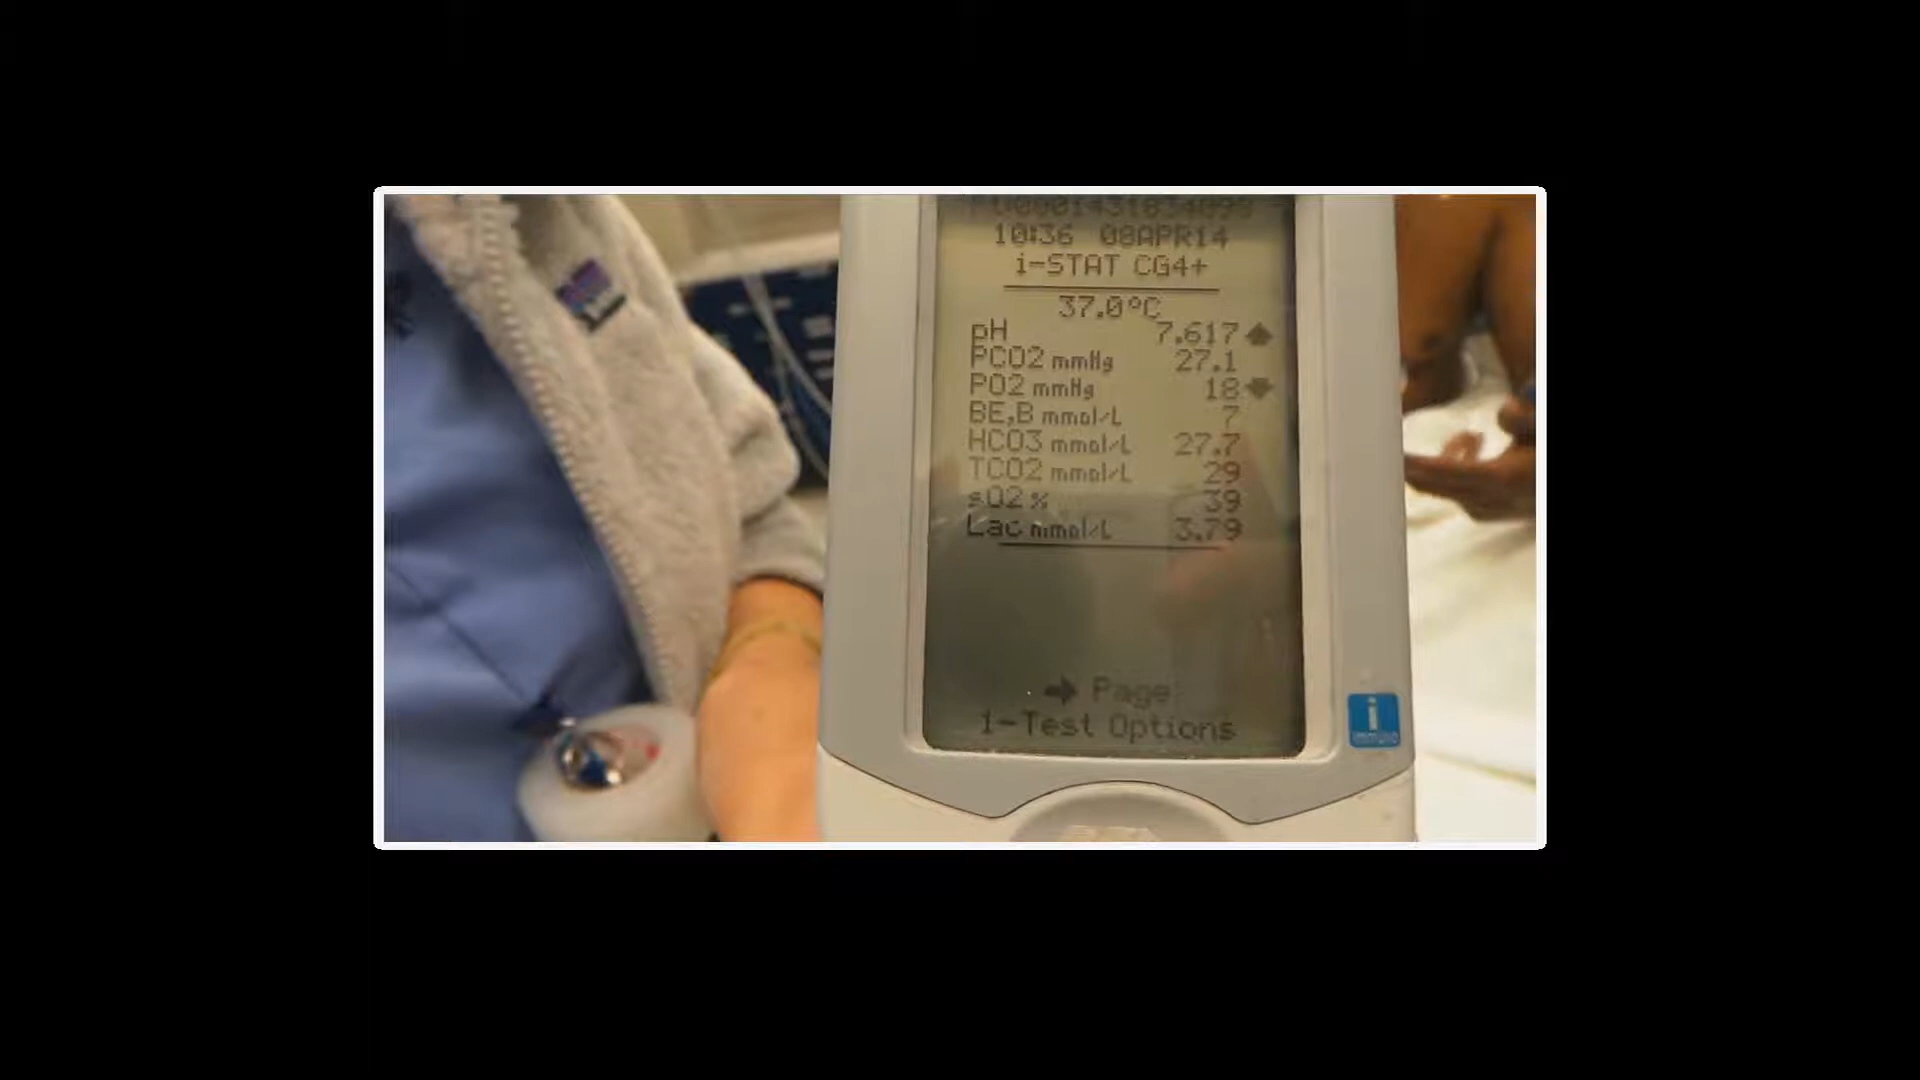 10:36 08APR14
i-STAT CG4+
37.0°C
pH 7.617
PCO2 mmHg 27.1
PO2 mmHg 18
BE,B mmol/L 7
HCO3 mmol/L 27.7
TCO2 mmol/L 29
sO2 % 39
Lac mmol/L 3.79
Page
1-Test Options
i